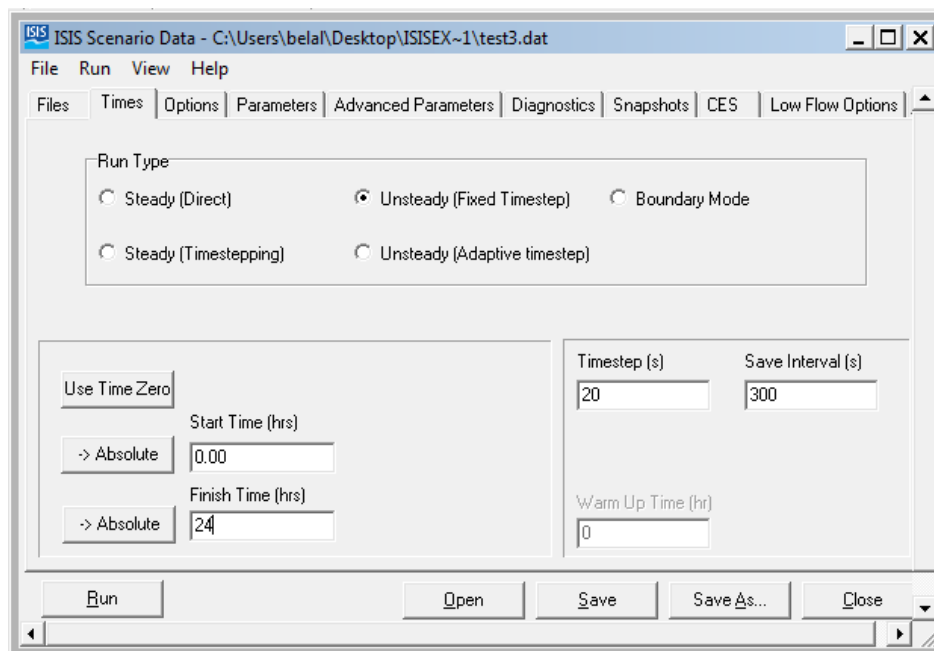 ISIS ISIS Scenario Data - C:\Users\belal\Desktop\ISISEX~1\test3.dat
File Run View Help
Files Times Options Parameters Advanced Parameters Diagnostics Snapshots CES Low Flow Options
Run Type
Steady (Direct) Unsteady (Fixed Timestep) Boundary Mode
Steady (Timestepping) Unsteady (Adaptive timestep)
Timestep (s) Save Interval (s)
Use Time Zero 20 300
Start Time (hrs)
-> Absolute 0.00
Finish Time (hrs) Warm Up Time (hr)
-> Absolute 24 0
Run Open Save Save As... Close